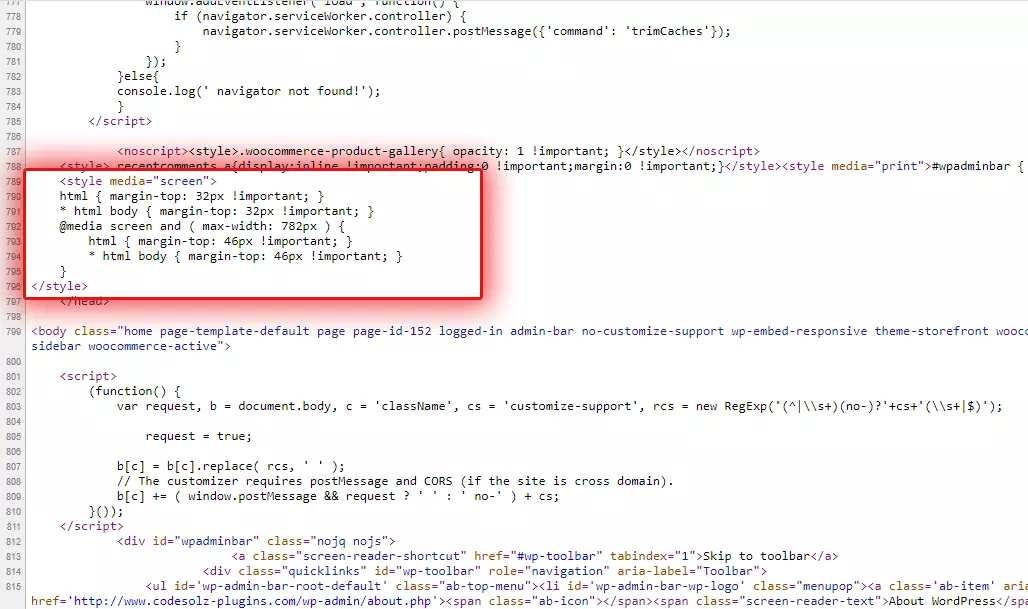 777 window.addEventListener('load', function() {
778 if (navigator.serviceWorker.controller) {
779 navigator.serviceWorker.controller.postMessage({'command': 'trimCaches'});
780 }
781 });
782 }else{
783 console.log(' navigator not found!');
784 }
785 </script>
786
787 <noscript><style>.woocommerce-product-gallery{ opacity: 1 !important; }</style></noscript>
788 <style>.recentcomments a{display:inline !important;padding:0 !important;margin:0 !important;}</style><style media="print">#wpadminbar {
789 <style media="screen">
790 html { margin-top: 32px !important; }
791 * html body { margin-top: 32px !important; }
792 @media screen and ( max-width: 782px ) {
793 html { margin-top: 46px !important; }
794 * html body { margin-top: 46px !important; }
795 }
796 </style>
797 </head>
798
799 <body class="home page-template-default page page-id-152 logged-in admin-bar no-customize-support wp-embed-responsive theme-storefront wooco
sidebar woocommerce-active">
800
801 <script>
802 (function() {
803 var request, b = document.body, c = 'className', cs = 'customize-support', rcs = new RegExp('(^|\\s+)(no-)?'+cs+'(\\s+|$)');
804
805 request = true;
806
807 b[c] = b[c].replace( rcs, ' ' );
808 // The customizer requires postMessage and CORS (if the site is cross domain).
809 b[c] += ( window.postMessage && request ? ' ' : ' no-' ) + cs;
810 }());
811 </script>
812 <div id="wpadminbar" class="nojq nojs">
813 <a class="screen-reader-shortcut" href="#wp-toolbar" tabindex="1">Skip to toolbar</a>
814 <div class="quicklinks" id="wp-toolbar" role="navigation" aria-label="Toolbar">
815 <ul id='wp-admin-bar-root-default' class="ab-top-menu"><li id='wp-admin-bar-wp-logo' class="menupop"><a class='ab-item' aria
href='http://www.codesolz-plugins.com/wp-admin/about.php'><span class="ab-icon"></span><span class="screen-reader-text">About WordPress</sp